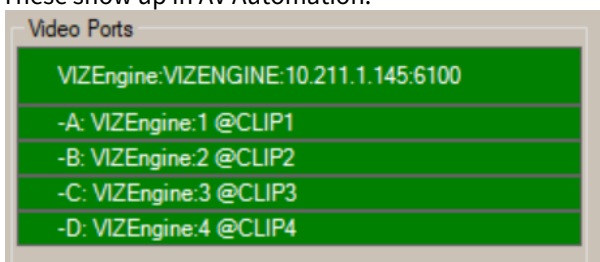 These show up in AV Automation.
Video Ports
VIZEngine:VIZENGINE:10.211.1.145:6100
-A: VIZEngine:1 @CLIP1
-B: VIZEngine:2 @CLIP2
-C: VIZEngine:3 @CLIP3
-D: VIZEngine:4 @CLIP4